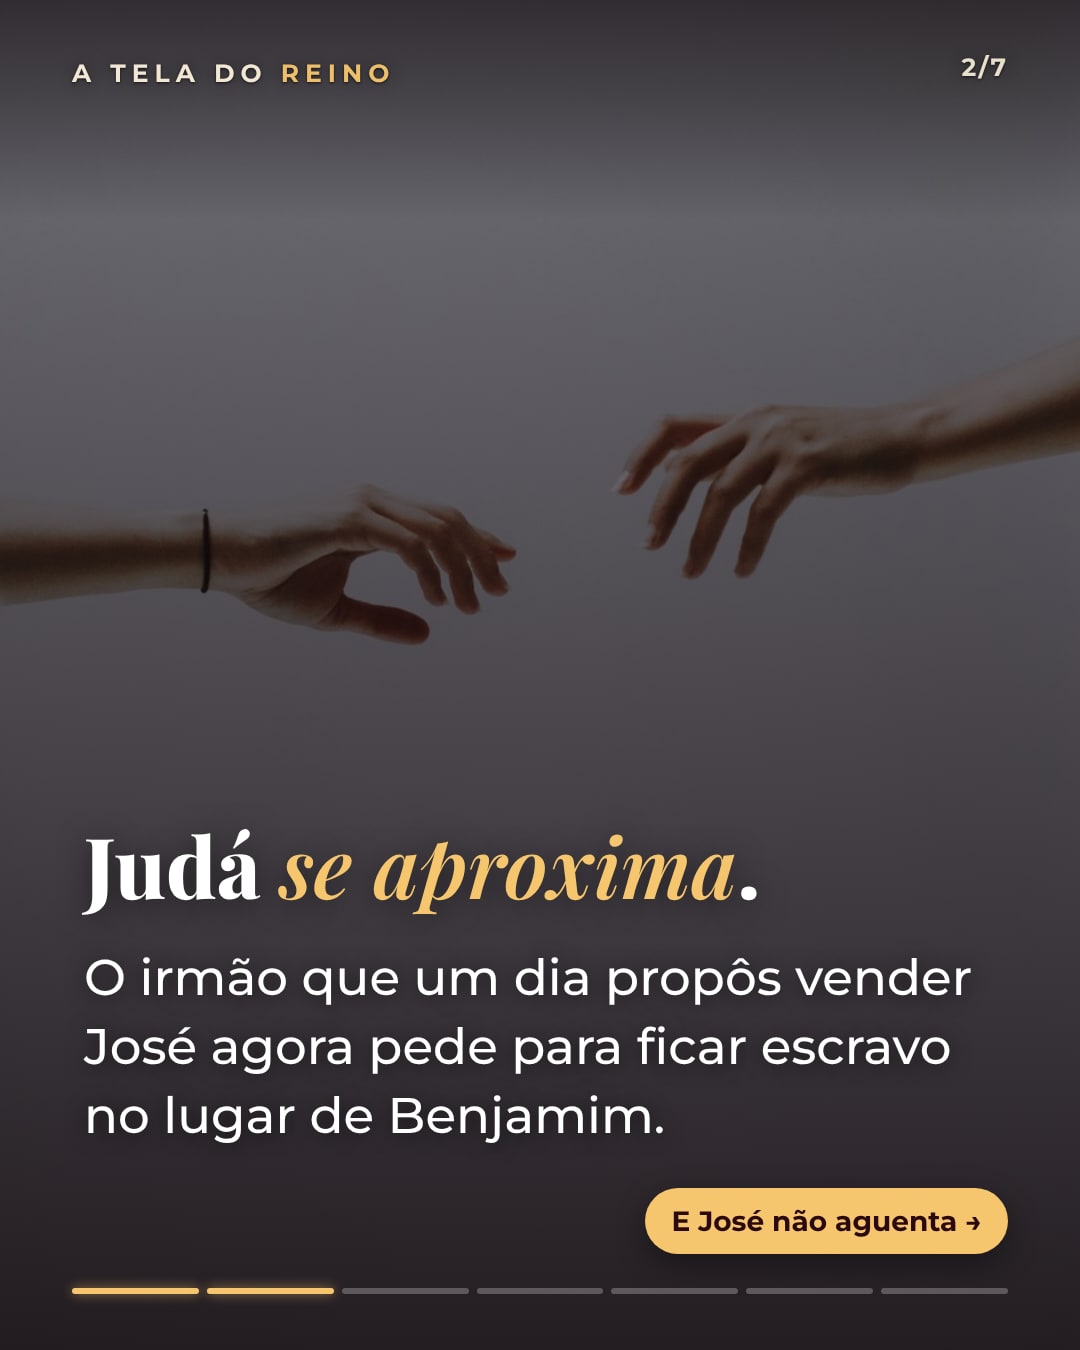 A TELA DO REINO
2/7
Judá se aproxima.
O irmão que um dia propôs vender
José agora pede para ficar escravo
no lugar de Benjamim.
E José não aguenta →